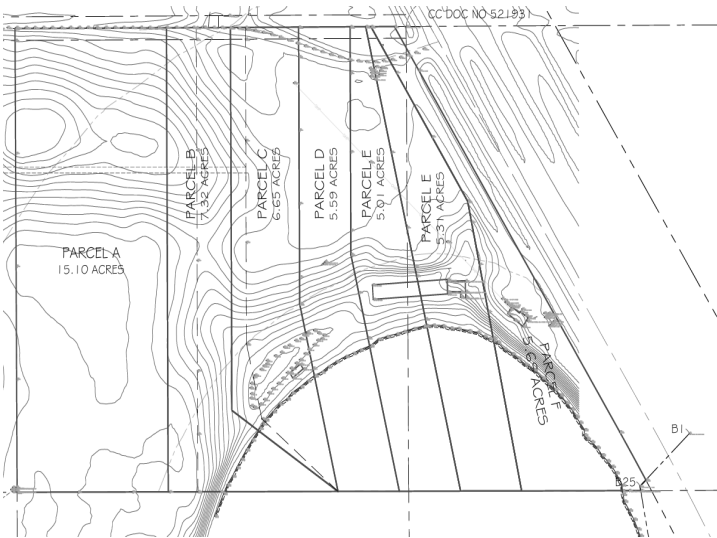 CC DOC NO 521931
PARCEL A
15.10 ACRES
PARCEL B
7.32 ACRES
PARCEL C
6.65 ACRES
PARCEL D
5.59 ACRES
PARCEL E
5.01 ACRES
PARCEL E
5.31 ACRES
PARCEL F
5.65 ACRES
B1
B25